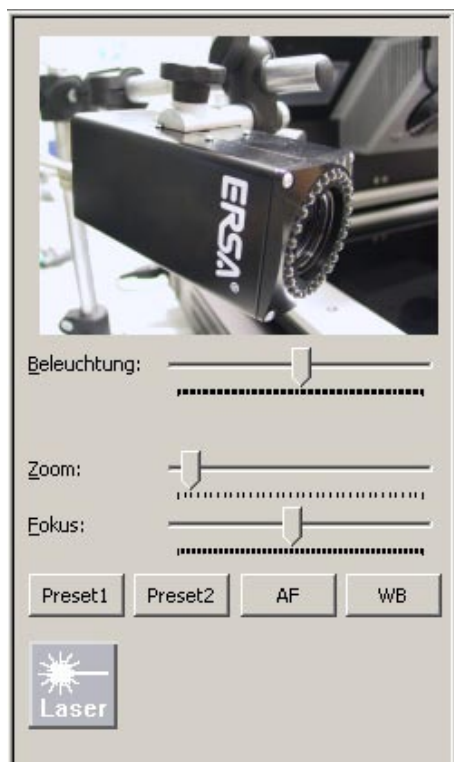 ERSA®
Beleuchtung:
Zoom:
Fokus:
Preset1 Preset2 AF WB
Laser